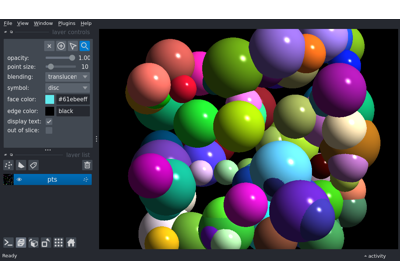 File View Window Plugins Help
layer controls
opacity: 1.00
point size: 10
blending: translucen
symbol: disc
face color: #61ebeeff
edge color: black
display text:
out of slice:
layer list
pts
Ready activity